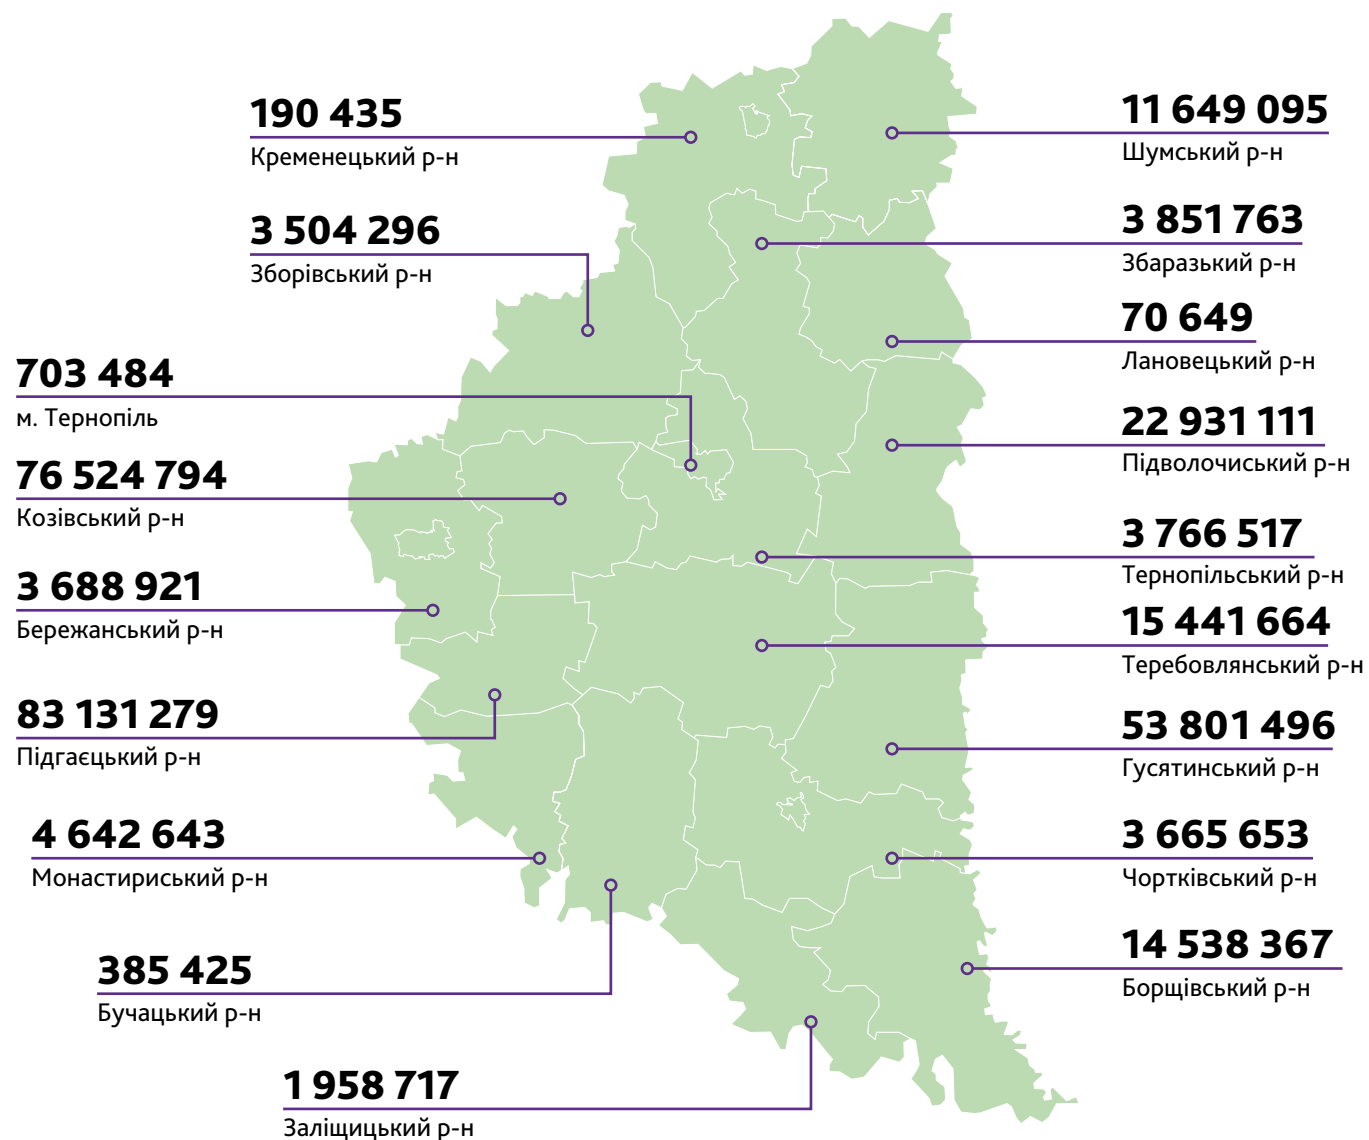 190 435
Кременецький р-н
3 504 296
Зборівський р-н
703 484
м. Тернопіль
76 524 794
Козівський р-н
3 688 921
Бережанський р-н
83 131 279
Підгаєцький р-н
4 642 643
Монастириський р-н
385 425
Бучацький р-н
1 958 717
Заліщицький р-н
11 649 095
Шумський р-н
3 851 763
Збаразький р-н
70 649
Лановецький р-н
22 931 111
Підволочиський р-н
3 766 517
Тернопільський р-н
15 441 664
Теребовлянський р-н
53 801 496
Гусятинський р-н
3 665 653
Чортківський р-н
14 538 367
Борщівський р-н